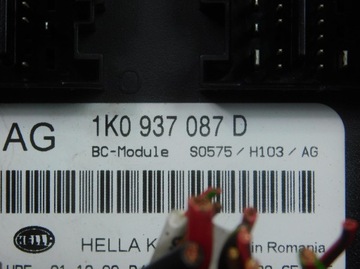 AG 1K0 937 087 D
BC-Module S0575/H103/AG
HELLA
HELLA in Romania